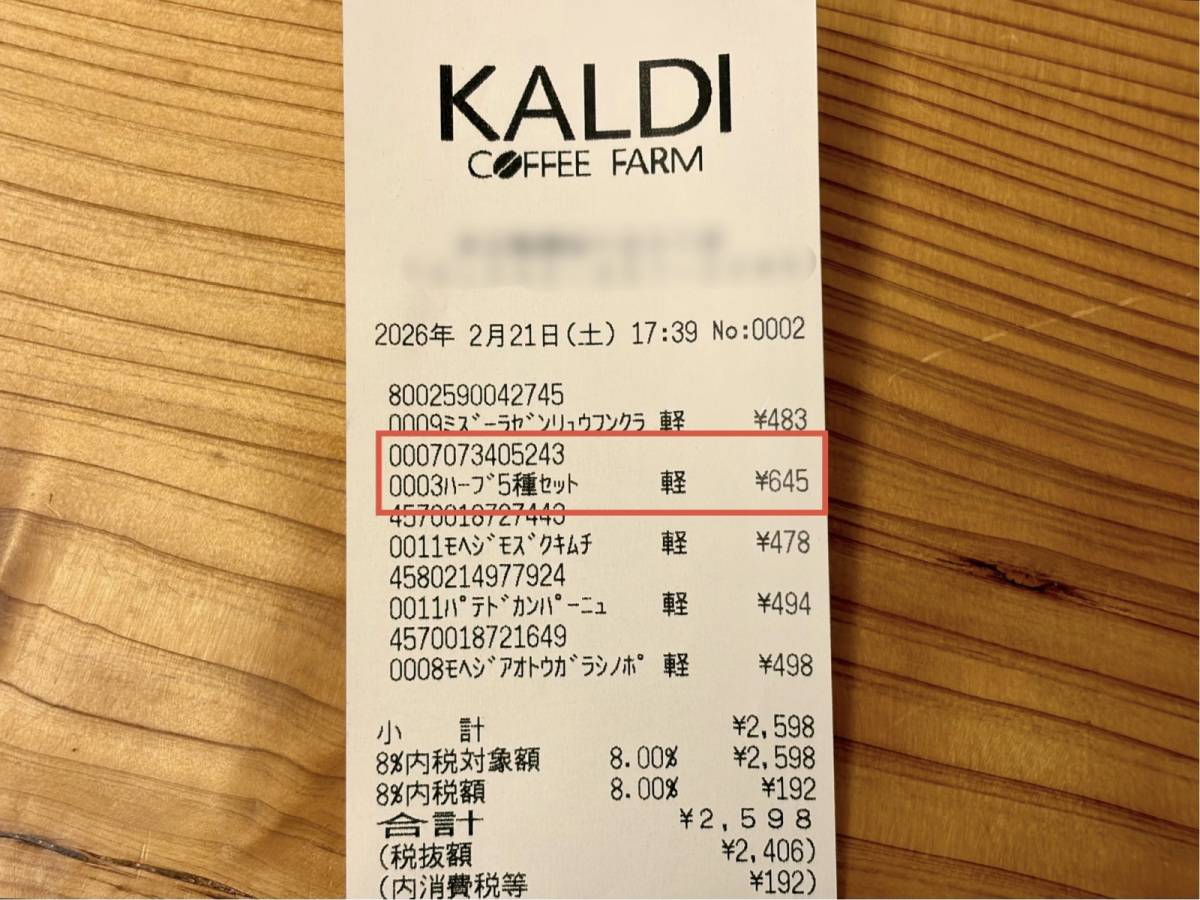 KALDI
COFFEE FARM
2026年 2月21日(土) 17:39 No:0002
8002590042745
0009ﾐｽﾞｰﾗｾﾞﾝﾘｭｳﾌﾝｸﾗ 軽 ¥483
0007073405243
0003ﾊｰﾌﾞ5種ｾｯﾄ 軽 ¥645
4570018727443
0011ﾓﾍｼﾞﾓｽﾞｸｷﾑﾁ 軽 ¥478
4580214977924
0011ﾊﾟﾃﾄﾞｶﾝﾊﾟｰﾆｭ 軽 ¥494
4570018721649
0008ﾓﾍｼﾞｱｵﾄｳｶﾞﾗｼﾉﾎﾟ 軽 ¥498
小 計 ¥2,598
8%内税対象額 8.00% ¥2,598
8%内税額 8.00% ¥192
合計 ¥2,598
(税抜額 ¥2,406)
(内消費税等 ¥192)